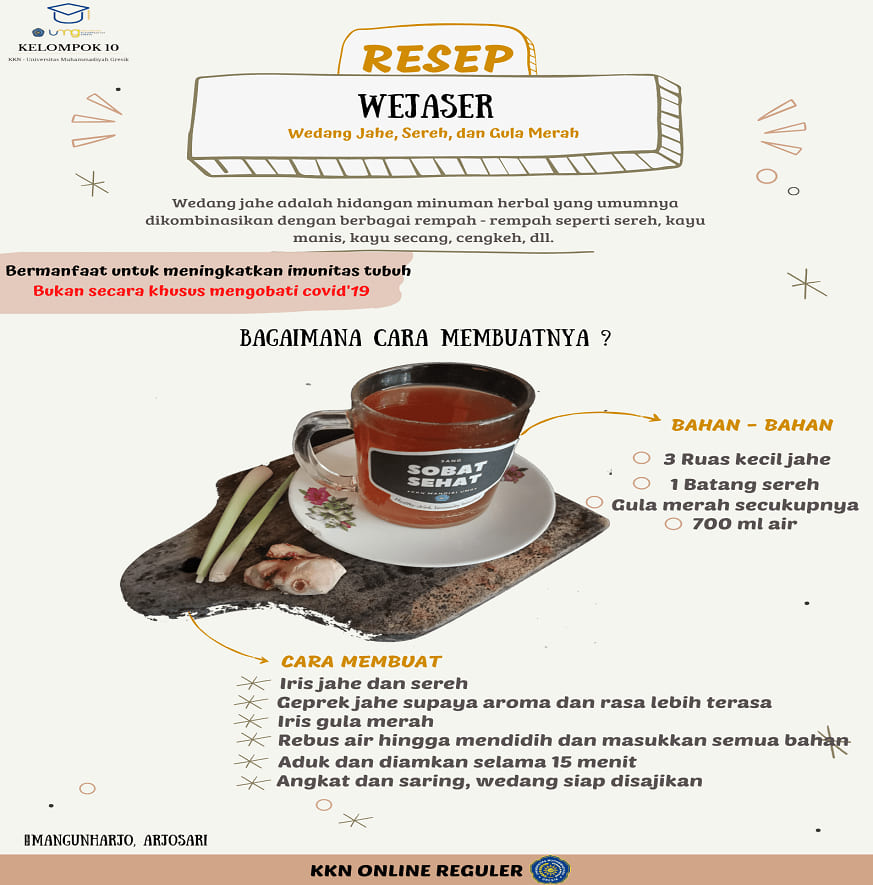 umg
KELOMPOK 10
KKN - Universitas Muhammadiyah Gresik
RESEP
WEJASER
Wedang Jahe, Sereh, dan Gula Merah
Wedang jahe adalah hidangan minuman herbal yang umumnya
dikombinasikan dengan berbagai rempah - rempah seperti sereh, kayu
manis, kayu secang, cengkeh, dll.
Bermanfaat untuk meningkatkan imunitas tubuh
Bukan secara khusus mengobati covid'19
BAGAIMANA CARA MEMBUATNYA ?
SOBAT
SEHAT
BAHAN - BAHAN
3 Ruas kecil jahe
1 Batang sereh
Gula merah secukupnya
700 ml air
CARA MEMBUAT
Iris jahe dan sereh
Geprek jahe supaya aroma dan rasa lebih terasa
Iris gula merah
Rebus air hingga mendidih dan masukkan semua bahan
Aduk dan diamkan selama 15 menit
Angkat dan saring, wedang siap disajikan
MANGUNHARJO, ARJOSARI
KKN ONLINE REGULER